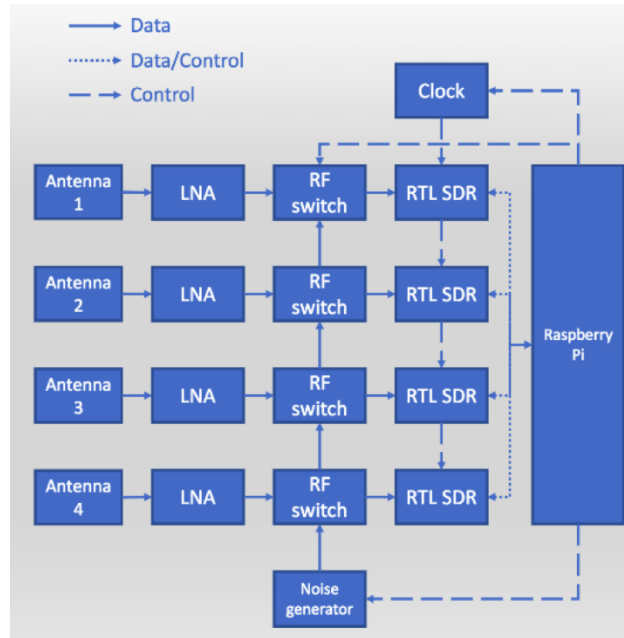 Data
Data/Control
Control
Clock
Antenna
1
LNA
RF
switch
RTL SDR
Antenna
2
LNA
RF
switch
RTL SDR
Raspberry
Pi
Antenna
3
LNA
RF
switch
RTL SDR
Antenna
4
LNA
RF
switch
RTL SDR
Noise
generator